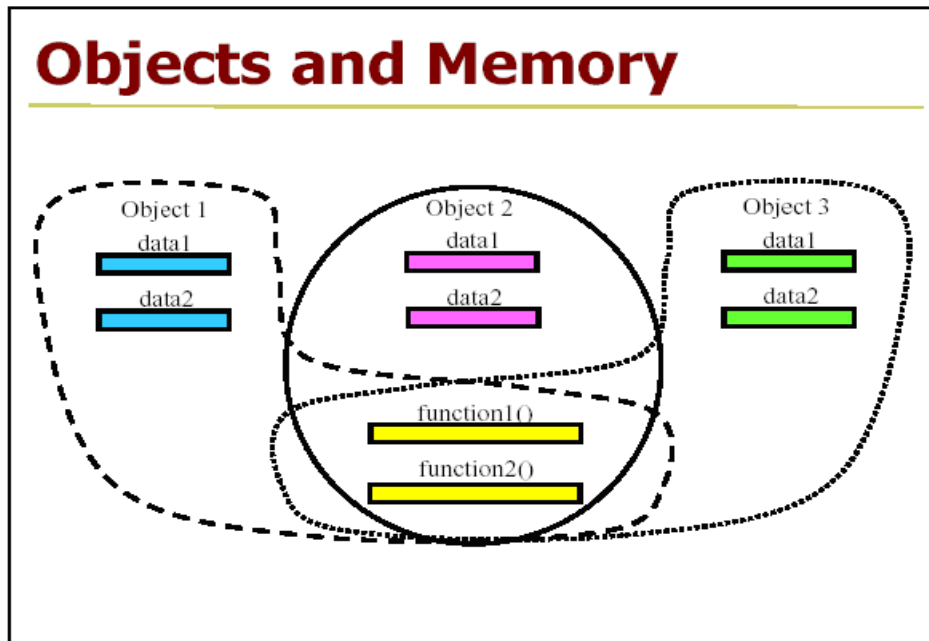 Objects and Memory
Object 1
data1
data2
Object 2
data1
data2
Object 3
data1
data2
function1()
function2()